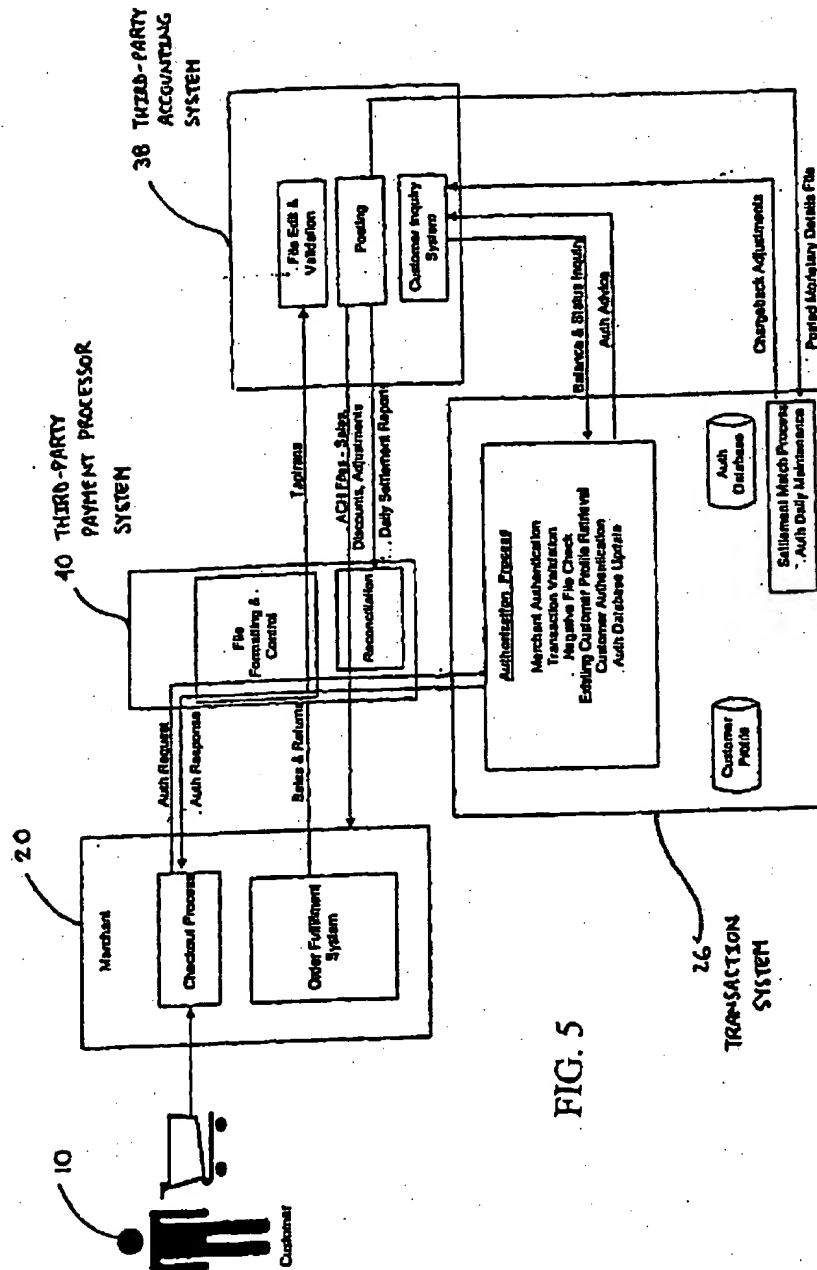 10
Customer
20
Merchant
Checkout Process
Order Fulfillment
System
Auth Request
Auth Response
Sales & Returns
40 THIRD-PARTY
PAYMENT PROCESSOR
SYSTEM
File
Formatting &
Control
Reconciliation
ACH Files - Sales,
Discounts, Adjustments
Daily Settlement Report
38 THIRD-PARTY
ACCOUNTING
SYSTEM
File Edit &
Validation
Posting
Customer Inquiry
System
Balance & Status Inquiry
Auth Advice
Chargeback Adjustments
Posted Monetary Details File
Authorization Process
Merchant Authentication
Transaction Validation
Negative File Check
Existing Customer Profile Retrieval
Customer Authentication
Auth Database Update
Customer
Profile
Auth
Database
Settlement Match Process
Auth Daily Maintenance
26
TRANSACTION
SYSTEM
FIG. 5